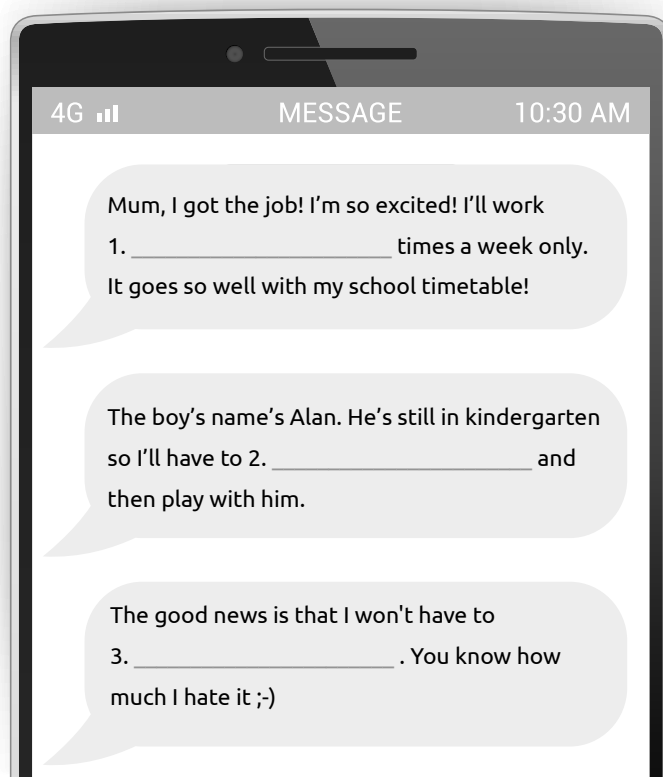 4G MESSAGE 10:30 AM
Mum, I got the job! I’m so excited! I’ll work
1. ______________________ times a week only.
It goes so well with my school timetable!
The boy’s name’s Alan. He’s still in kindergarten
so I’ll have to 2. ______________________ and
then play with him.
The good news is that I won't have to
3. ______________________ . You know how
much I hate it ;-)